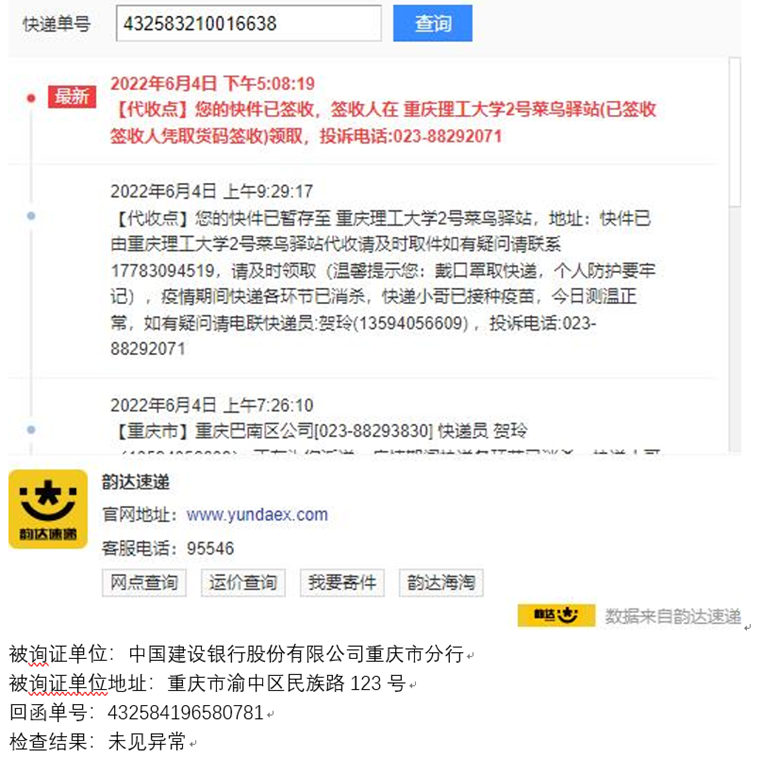 快递单号 432583210016638 查询
最新 2022年6月4日 下午5:08:19
【代收点】您的快件已签收，签收人在 重庆理工大学2号菜鸟驿站(已签收
签收人凭取货码签收)领取，投诉电话:023-88292071
2022年6月4日 上午9:29:17
【代收点】您的快件已暂存至 重庆理工大学2号菜鸟驿站，地址：快件已
由重庆理工大学2号菜鸟驿站代收请及时取件如有疑问请联系
17783094519，请及时领取（温馨提示您：戴口罩取快递，个人防护要牢
记），疫情期间快递各环节已消杀，快递小哥已接种疫苗，今日测温正
常，如有疑问请电联快递员:贺玲(13594056609) ，投诉电话:023-
88292071
2022年6月4日 上午7:26:10
【重庆市】重庆巴南区公司[023-88293830] 快递员 贺玲
韵达速递
韵达速递
官网地址：www.yundaex.com
客服电话：95546
网点查询 运价查询 我要寄件 韵达海淘
韵达 数据来自韵达速递
被询证单位：中国建设银行股份有限公司重庆市分行
被询证单位地址：重庆市渝中区民族路 123 号
回函单号：432584196580781
检查结果：未见异常